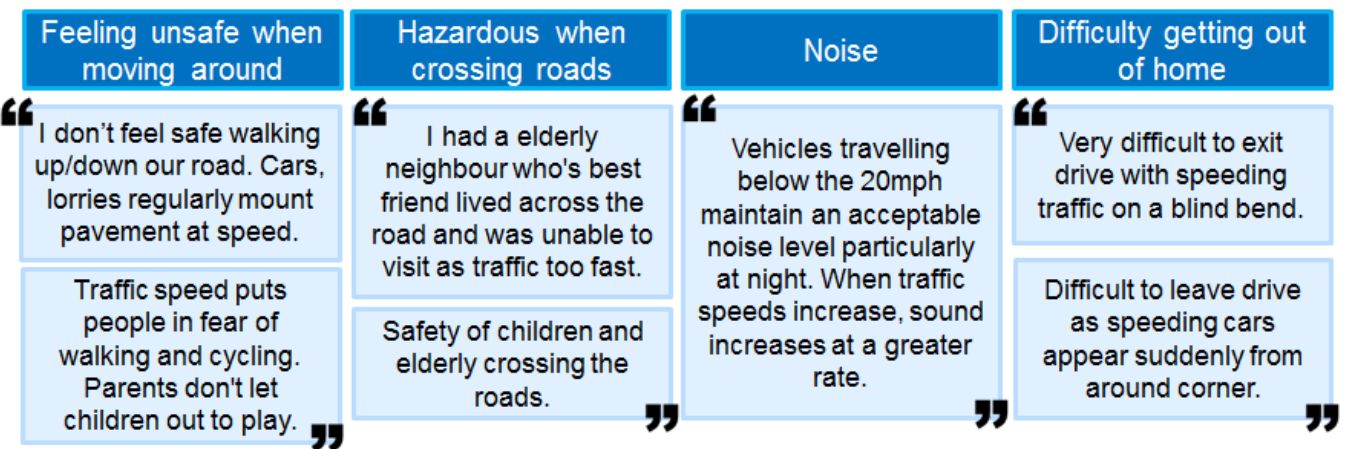 Feeling unsafe when
moving around
“
I don’t feel safe walking
up/down our road. Cars,
lorries regularly mount
pavement at speed.
Traffic speed puts
people in fear of
walking and cycling.
Parents don't let
children out to play.
”
Hazardous when
crossing roads
“
I had a elderly
neighbour who's best
friend lived across the
road and was unable to
visit as traffic too fast.
Safety of children and
elderly crossing the
roads.
”
Noise
“
Vehicles travelling
below the 20mph
maintain an acceptable
noise level particularly
at night. When traffic
speeds increase, sound
increases at a greater
rate.
”
Difficulty getting out
of home
“
Very difficult to exit
drive with speeding
traffic on a blind bend.
Difficult to leave drive
as speeding cars
appear suddenly from
around corner.
”